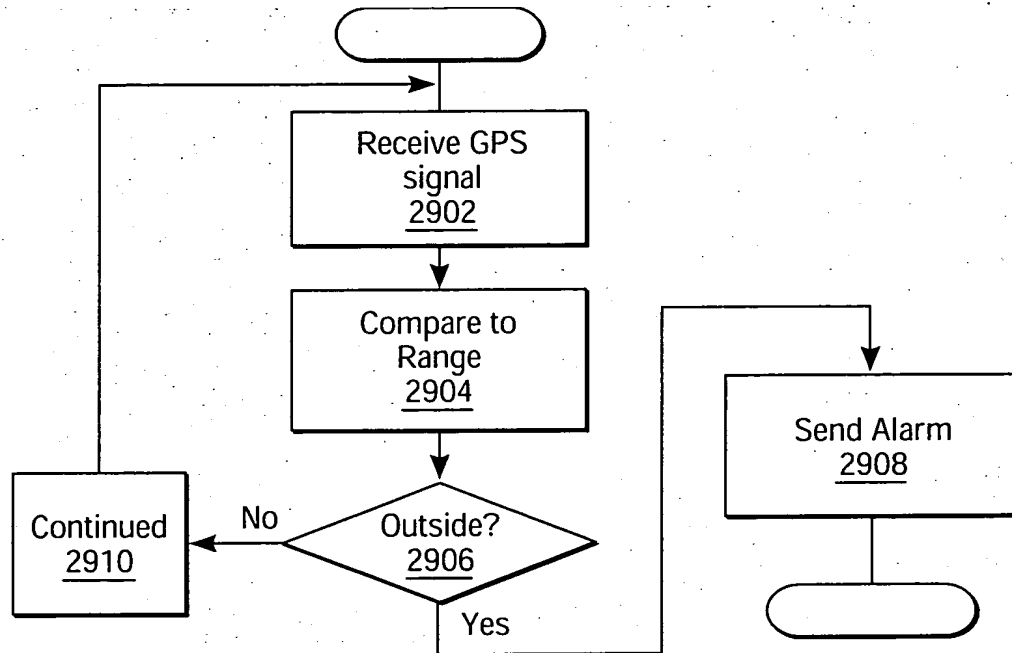 Receive GPS
signal
2902
Compare to
Range
2904
Send Alarm
2908
Continued
2910
No
Outside?
2906
Yes